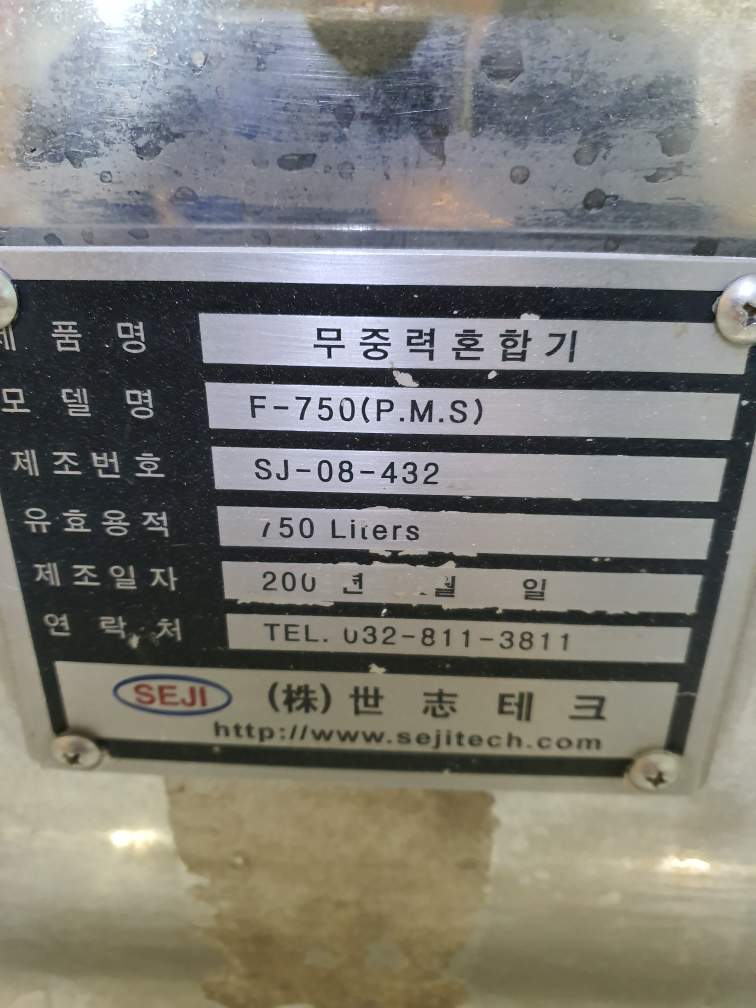 제 품 명 무중력혼합기
모 델 명 F-750(P.M.S)
제조번호 SJ-08-432
유효용적 750 Liters
제조일자 200 년 월 일
연 락 처 TEL. 032-811-3811
SEJI (株) 世 志 테 크
http://www.sejitech.com